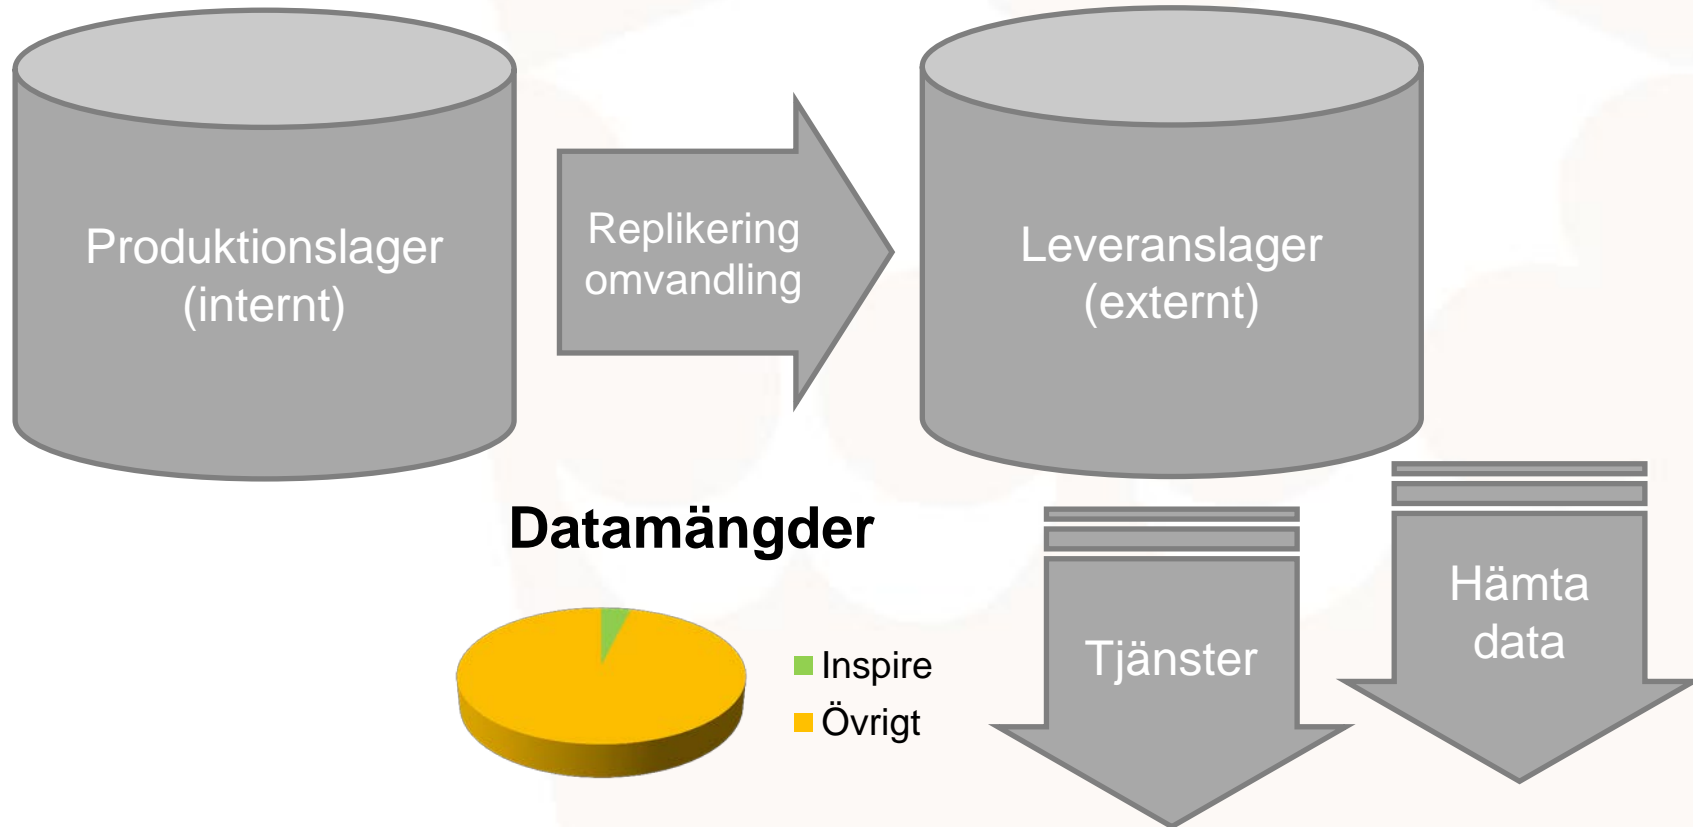 Produktionslager
(internt)
Replikering
omvandling
Leveranslager
(externt)
Datamängder
Inspire
Övrigt
Tjänster
Hämta
data